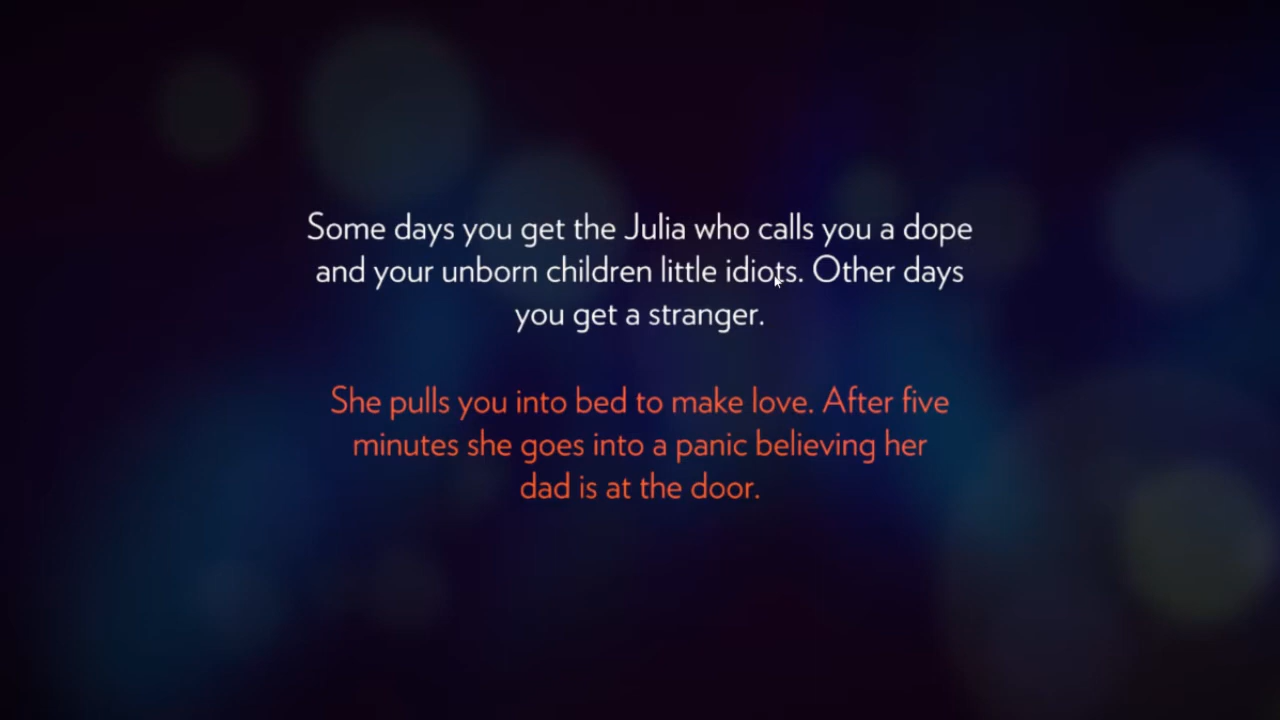 Some days you get the Julia who calls you a dope
and your unborn children little idiots. Other days
you get a stranger.
She pulls you into bed to make love. After five
minutes she goes into a panic believing her
dad is at the door.